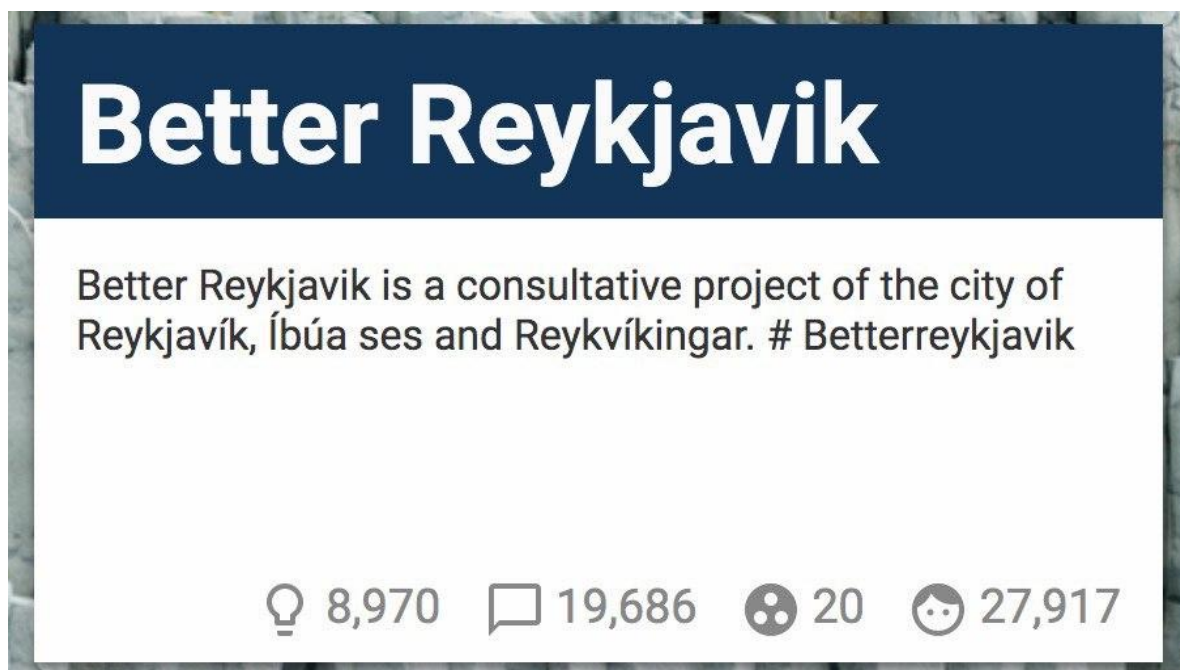 Better Reykjavik
Better Reykjavik is a consultative project of the city of
Reykjavík, Íbúa ses and Reykvíkingar. # Betterreykjavik
8,970 19,686 20 27,917